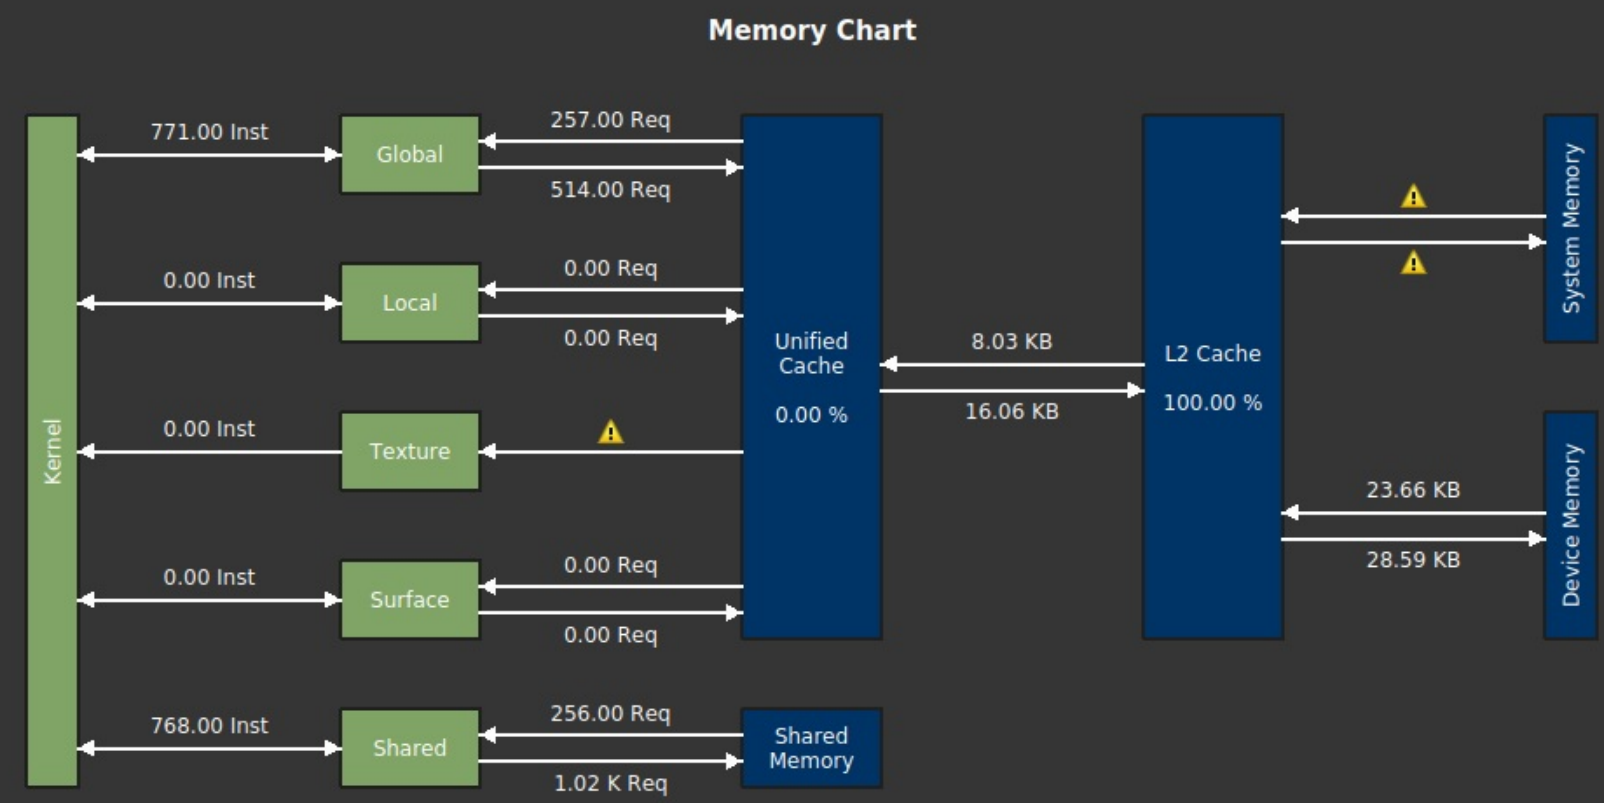 Memory Chart
Kernel
771.00 Inst
Global
257.00 Req
514.00 Req
0.00 Inst
Local
0.00 Req
0.00 Req
0.00 Inst
Texture
0.00 Inst
Surface
0.00 Req
0.00 Req
768.00 Inst
Shared
256.00 Req
1.02 K Req
Unified
Cache
0.00 %
Shared
Memory
8.03 KB
16.06 KB
L2 Cache
100.00 %
23.66 KB
28.59 KB
System Memory
Device Memory